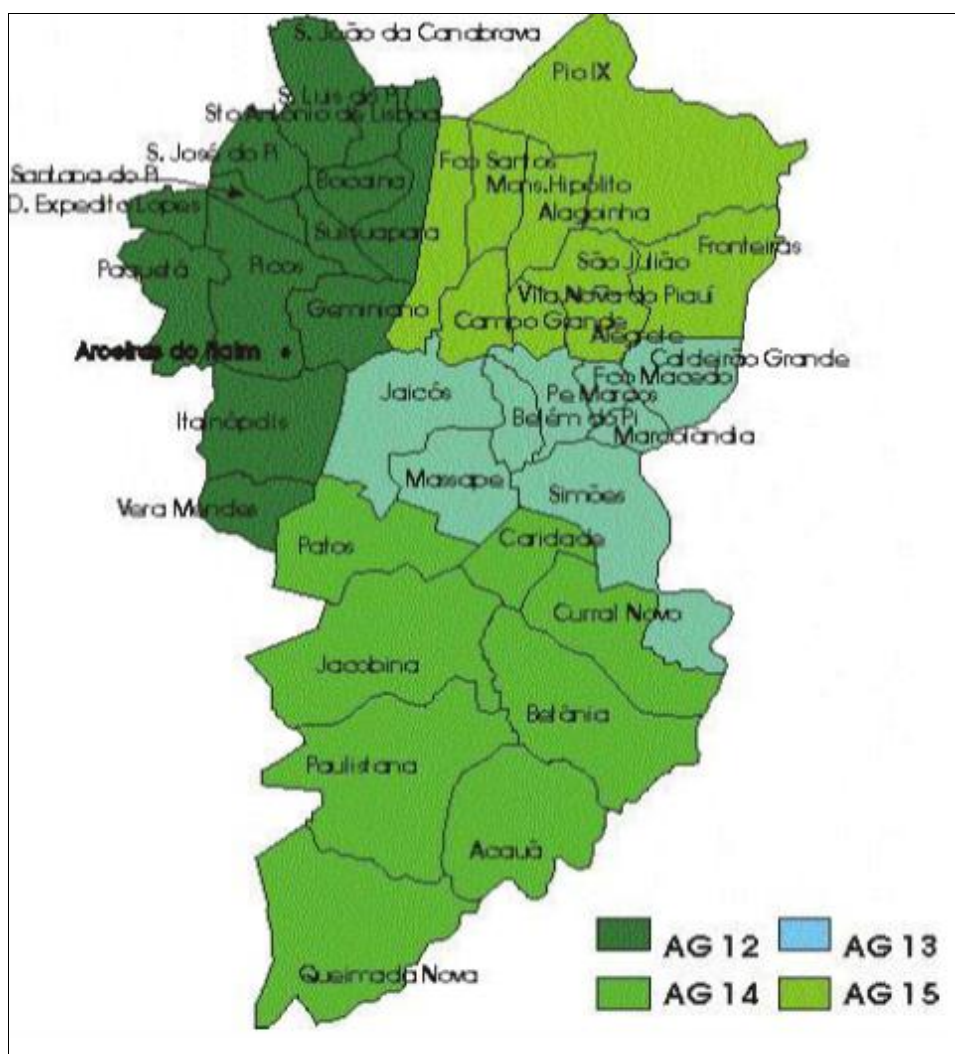 S. João da Canabrava
Pio IX
S. Luis do Pi
Sto Antônio de Lisboa
S. José do Pi
Fco Santos
Santana do Pi
Bocaina
Mons. Hipólito
D. Expedito Lopes
Alagoinha
Sussuapara
Fronteiras
Paquetá
Picos
São Julião
Geminiano
Vila Nova do Piauí
Campo Grande
Alegrete
Aroeiras do Itaim
Caldeirão Grande
Fco Macedo
Jaicós
Pe Marcos
Belém do Pi
Itainópolis
Marcolândia
Massape
Simões
Vera Mendes
Patos
Caridade
Curral Novo
Jacobina
Betânia
Paulistana
Acauã
AG 12
AG 13
Queimada Nova
AG 14
AG 15